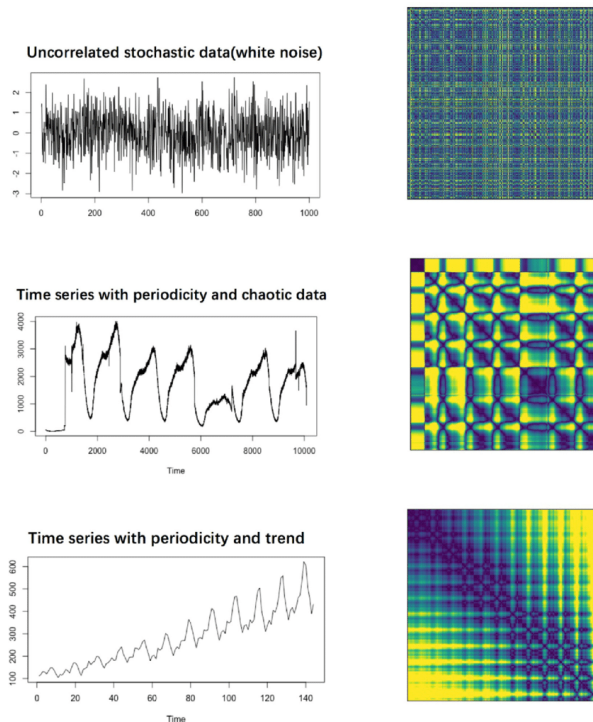 Uncorrelated stochastic data(white noise)
2
1
0
-1
-2
-3
0 200 400 600 800 1000
Time series with periodicity and chaotic data
4000
3000
2000
1000
0
0 2000 4000 6000 8000 10000
Time
Time series with periodicity and trend
600
500
400
300
200
100
0 20 40 60 80 100 120 140
Time